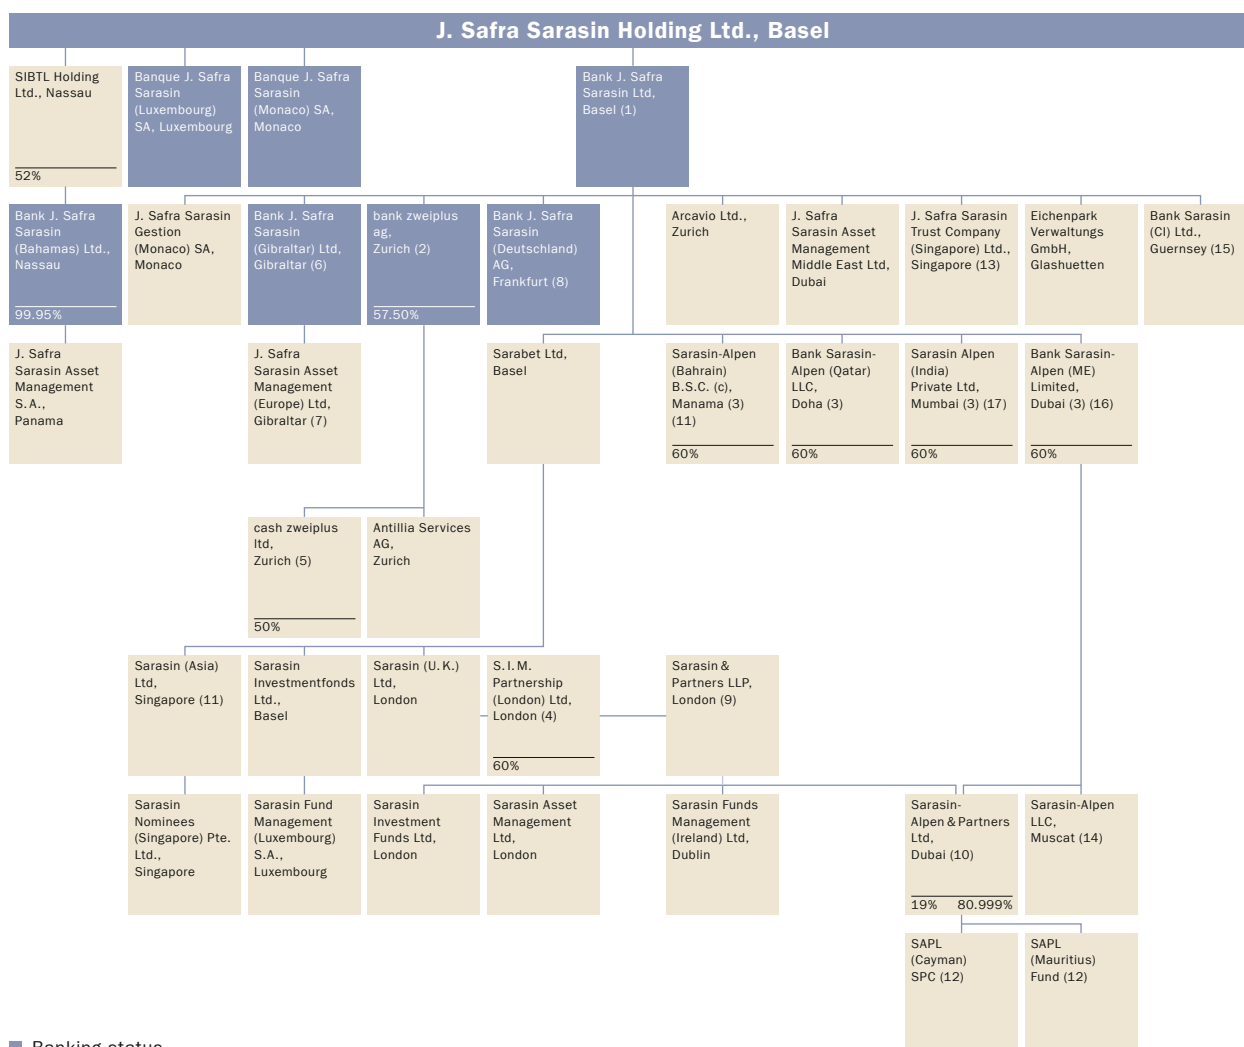 J. Safra Sarasin Holding Ltd., Basel
SIBTL Holding
Ltd., Nassau
52%
Banque J. Safra
Sarasin
(Luxembourg)
SA, Luxembourg
Banque J. Safra
Sarasin
(Monaco) SA,
Monaco
Bank J. Safra
Sarasin Ltd,
Basel (1)
Bank J. Safra
Sarasin
(Bahamas) Ltd.,
Nassau
99.95%
J. Safra Sarasin
Gestion
(Monaco) SA,
Monaco
Bank J. Safra
Sarasin
(Gibraltar) Ltd,
Gibraltar (6)
bank zweiplus
ag,
Zurich (2)
57.50%
Bank J. Safra
Sarasin
(Deutschland)
AG,
Frankfurt (8)
Arcavio Ltd.,
Zurich
J. Safra
Sarasin Asset
Management
Middle East Ltd,
Dubai
J. Safra Sarasin
Trust Company
(Singapore) Ltd.,
Singapore (13)
Eichenpark
Verwaltungs
GmbH,
Glashuetten
Bank Sarasin
(CI) Ltd.,
Guernsey (15)
J. Safra
Sarasin Asset
Management
S.A.,
Panama
J. Safra
Sarasin Asset
Management
(Europe) Ltd,
Gibraltar (7)
Sarabet Ltd,
Basel
Sarasin-Alpen
(Bahrain)
B.S.C. (c),
Manama (3)
(11)
60%
Bank Sarasin-
Alpen (Qatar)
LLC,
Doha (3)
60%
Sarasin Alpen
(India)
Private Ltd,
Mumbai (3) (17)
60%
Bank Sarasin-
Alpen (ME)
Limited,
Dubai (3) (16)
60%
cash zweiplus
ltd,
Zurich (5)
50%
Antillia Services
AG,
Zurich
Sarasin (Asia)
Ltd,
Singapore (11)
Sarasin
Investmentfonds
Ltd.,
Basel
Sarasin (U.K.)
Ltd,
London
S.I.M.
Partnership
(London) Ltd,
London (4)
60%
Sarasin &
Partners LLP,
London (9)
Sarasin
Nominees
(Singapore) Pte.
Ltd.,
Singapore
Sarasin Fund
Management
(Luxembourg)
S.A.,
Luxembourg
Sarasin
Investment
Funds Ltd,
London
Sarasin Asset
Management
Ltd,
London
Sarasin Funds
Management
(Ireland) Ltd,
Dublin
Sarasin-
Alpen & Partners
Ltd,
Dubai (10)
19% 80.999%
Sarasin-Alpen
LLC,
Muscat (14)
SAPL
(Cayman)
SPC (12)
SAPL
(Mauritius)
Fund (12)
Banking status